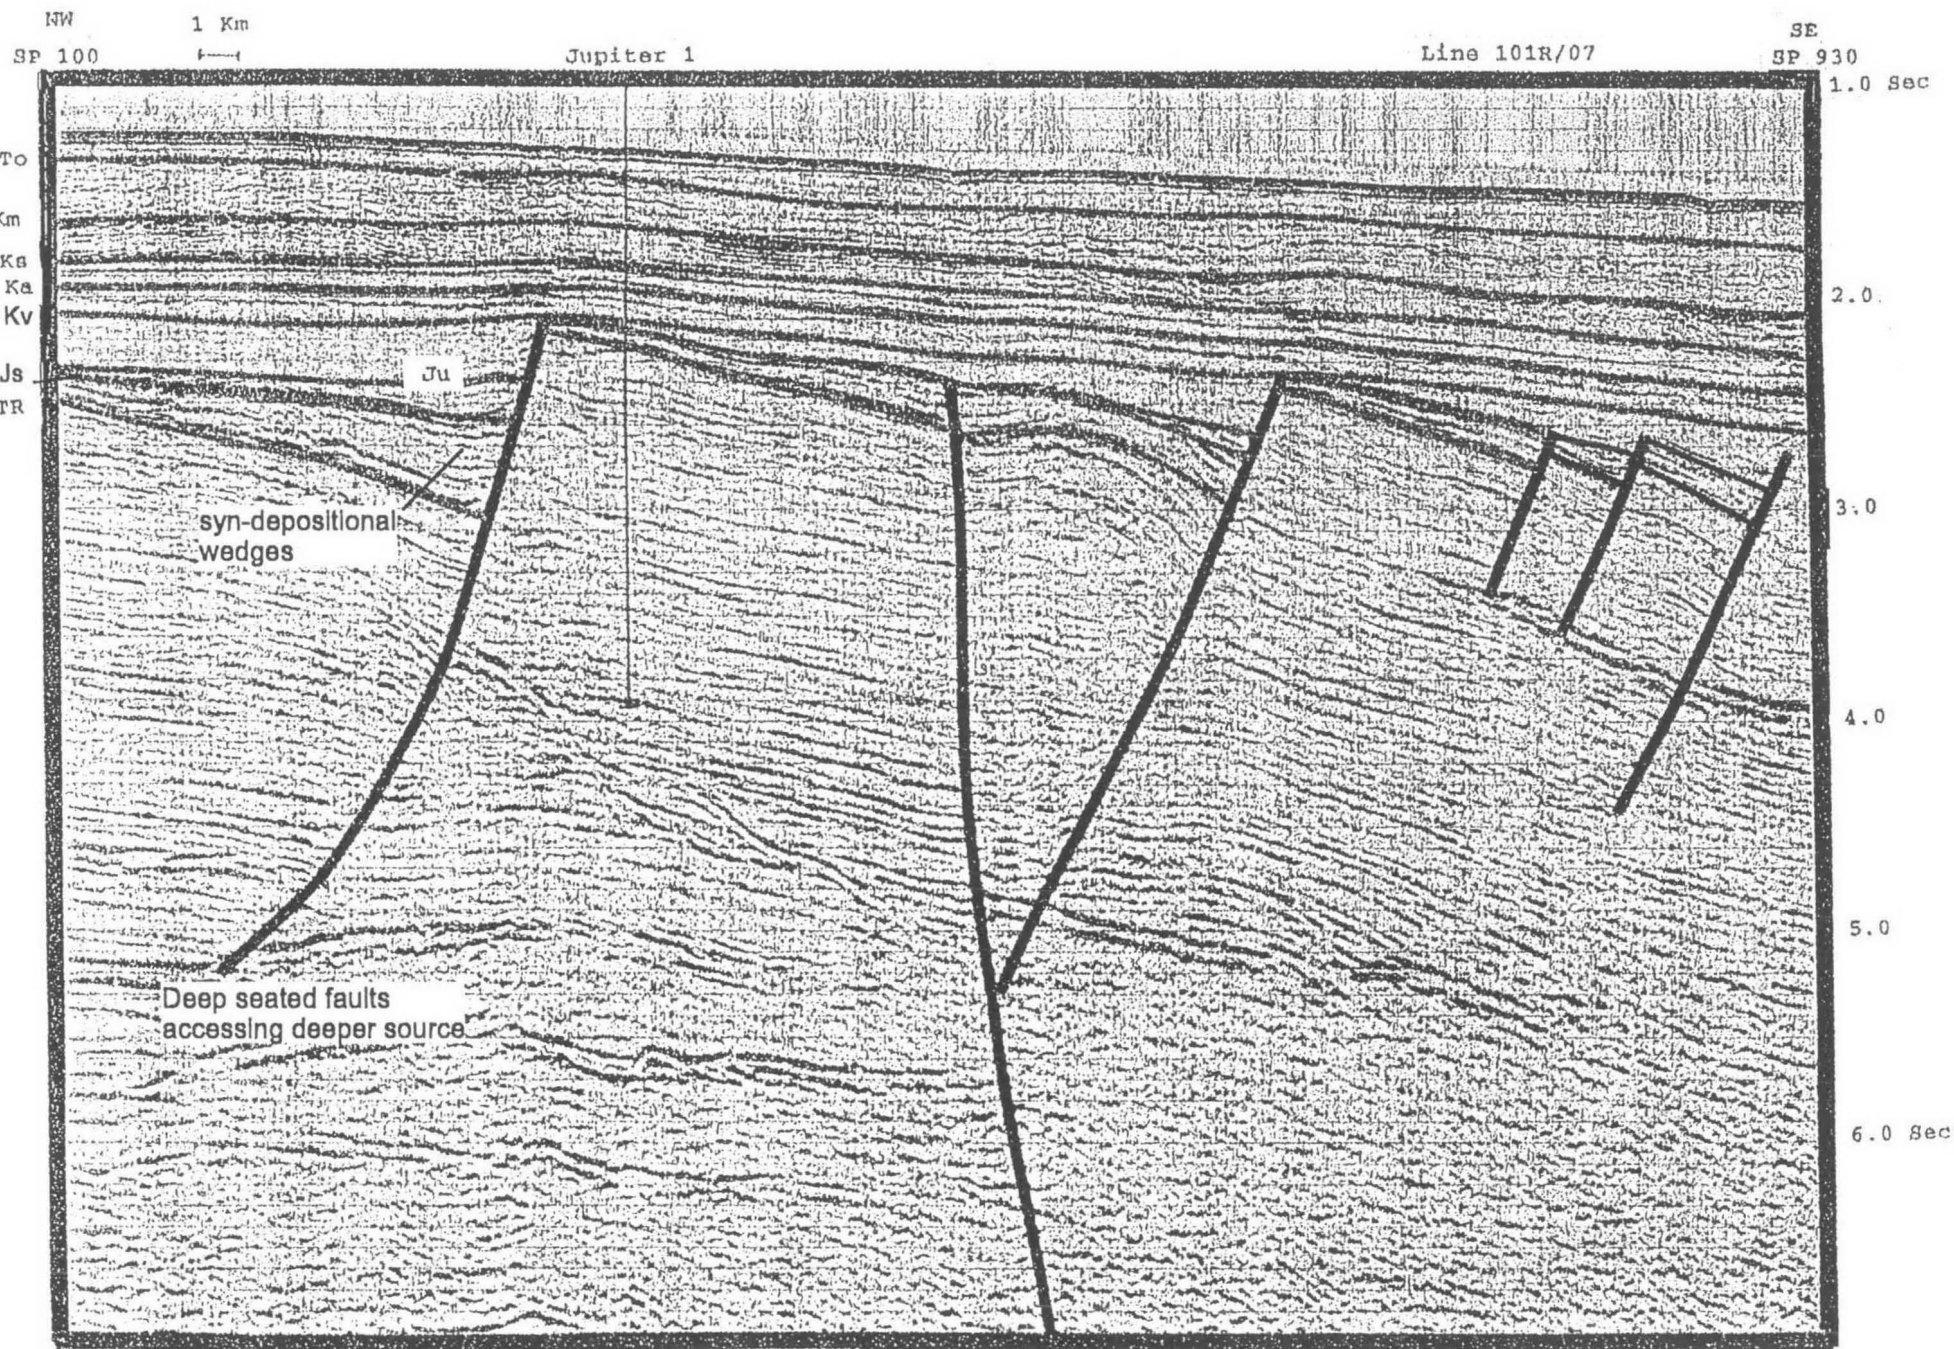 NW
1 Km
SE
SP 100
Jupiter 1
Line 101R/07
SP 930
1.0 Sec
To
Km
Ks
Ka
2.0
Kv
Js
Ju
TR
3.0
syn-depositional
wedges
4.0
5.0
Deep seated faults
accessing deeper source
6.0 Sec